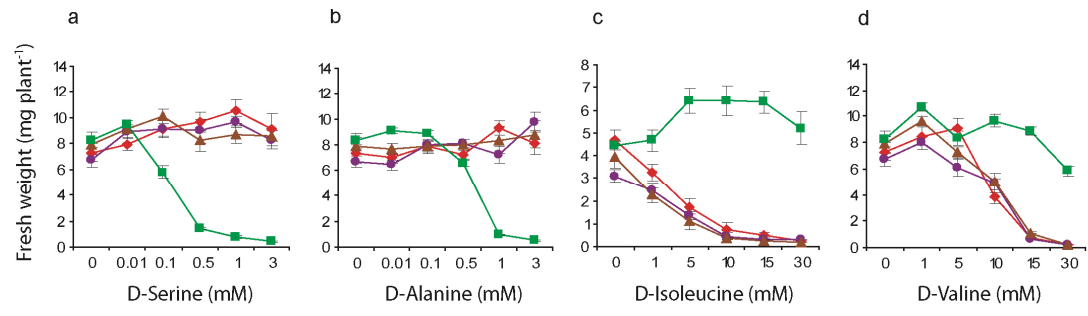 a
b
c
d
Fresh weight (mg plant⁻¹)
14
12
10
8
6
4
2
0
0 0.01 0.1 0.5 1 3
D-Serine (mM)
14
12
10
8
6
4
2
0
0 0.01 0.1 0.5 1 3
D-Alanine (mM)
8
7
6
5
4
3
2
1
0
0 1 5 10 15 30
D-Isoleucine (mM)
14
12
10
8
6
4
2
0
0 1 5 10 15 30
D-Valine (mM)